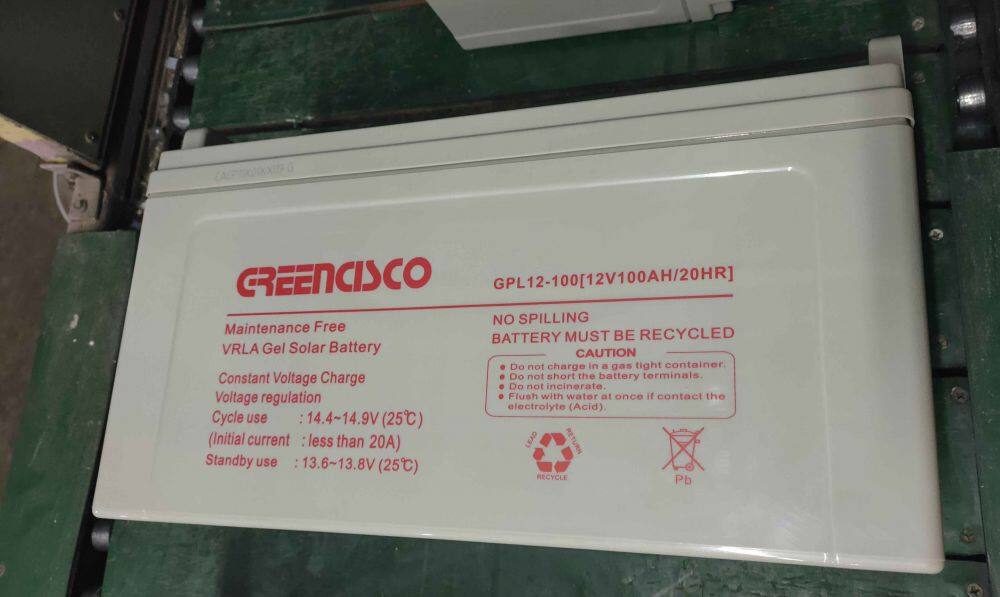 GREENCISCO
GPL12-100[12V100AH/20HR]
Maintenance Free
VRLA Gel Solar Battery
Constant Voltage Charge
Voltage regulation
Cycle use : 14.4~14.9V (25℃)
(Initial current : less than 20A)
Standby use : 13.6~13.8V (25℃)
NO SPILLING
BATTERY MUST BE RECYCLED
CAUTION
• Do not charge in a gas tight container.
• Do not short the battery terminals.
• Do not incinerate.
• Flush with water at once if contact the
electrolyte (Acid).
LEAD
RETURN
RECYCLE
Pb